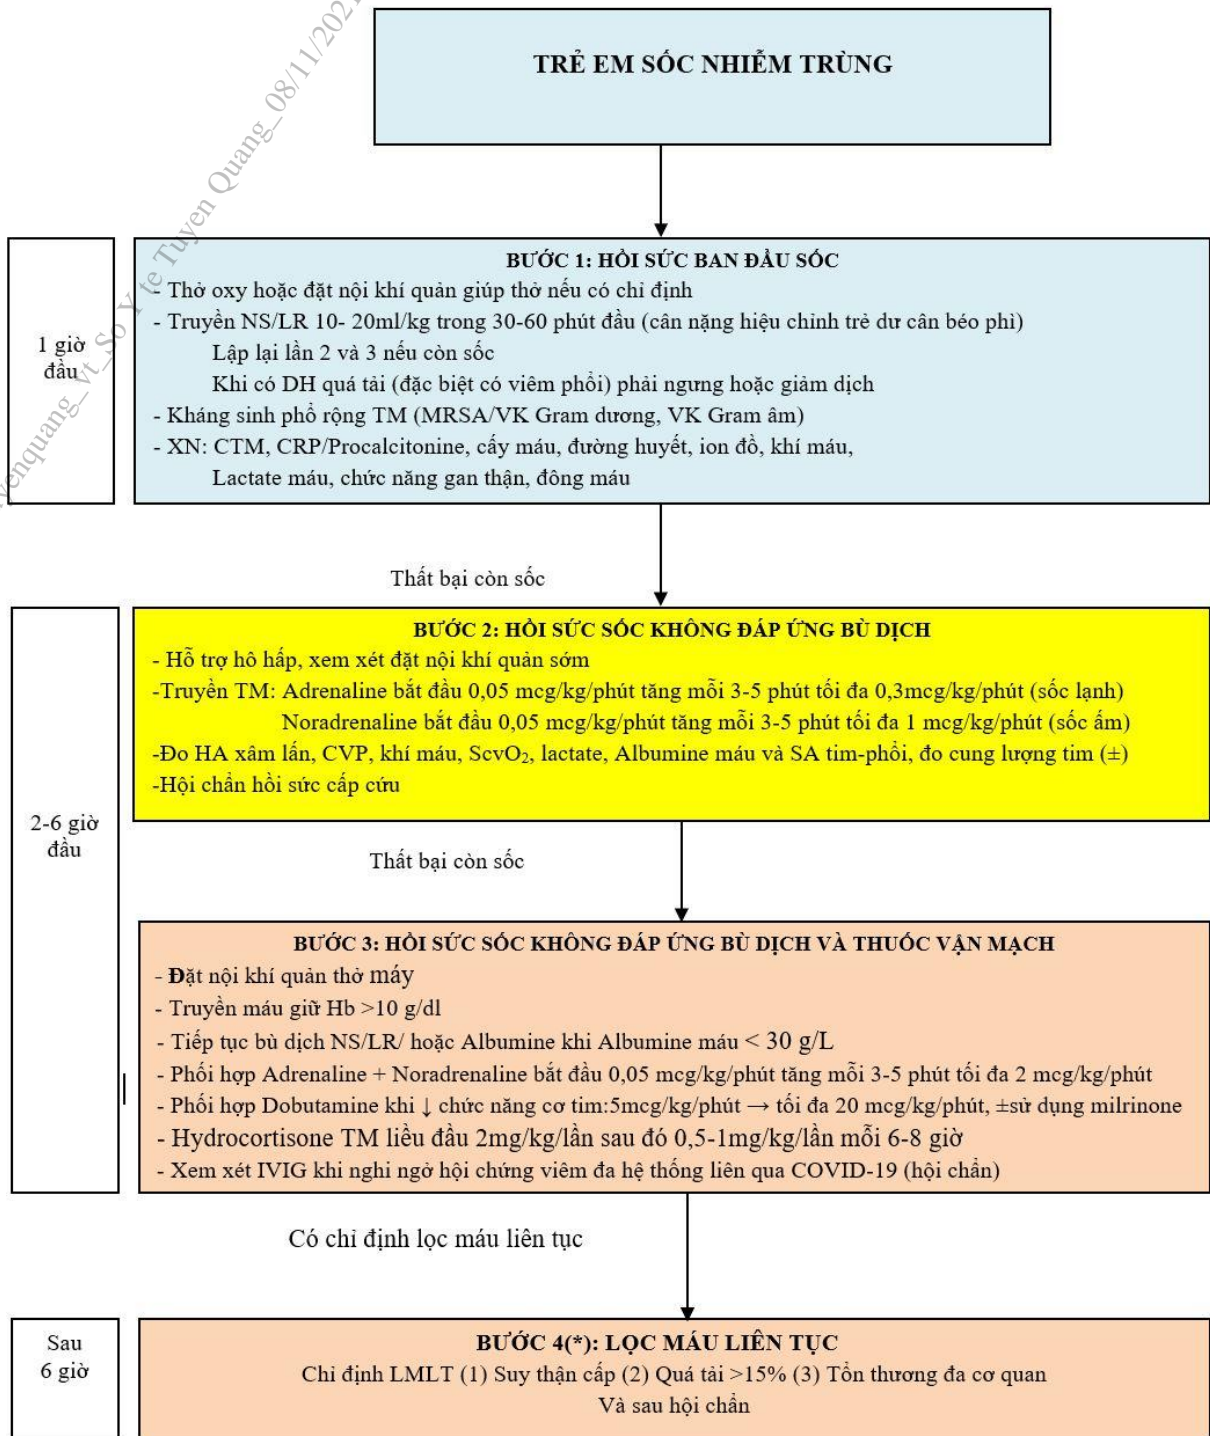 TRẺ EM SỐC NHIỄM TRÙNG
1 giờ
đầu
BƯỚC 1: HỒI SỨC BAN ĐẦU SỐC
- Thở oxy hoặc đặt nội khí quản giúp thở nếu có chỉ định
- Truyền NS/LR 10- 20ml/kg trong 30-60 phút đầu (cân nặng hiệu chỉnh trẻ dư cân béo phì)
Lập lại lần 2 và 3 nếu còn sốc
Khi có DH quá tải (đặc biệt có viêm phổi) phải ngưng hoặc giảm dịch
- Kháng sinh phổ rộng TM (MRSA/VK Gram dương, VK Gram âm)
- XN: CTM, CRP/Procalcitonine, cấy máu, đường huyết, ion đồ, khí máu,
Lactate máu, chức năng gan thận, đông máu
Thất bại còn sốc
2-6 giờ
đầu
BƯỚC 2: HỒI SỨC SỐC KHÔNG ĐÁP ỨNG BÙ DỊCH
- Hỗ trợ hô hấp, xem xét đặt nội khí quản sớm
-Truyền TM: Adrenaline bắt đầu 0,05 mcg/kg/phút tăng mỗi 3-5 phút tối đa 0,3mcg/kg/phút (sốc lạnh)
Noradrenaline bắt đầu 0,05 mcg/kg/phút tăng mỗi 3-5 phút tối đa 1 mcg/kg/phút (sốc ấm)
-Đo HA xâm lấn, CVP, khí máu, ScvO₂, lactate, Albumine máu và SA tim-phổi, đo cung lượng tim (±)
-Hội chẩn hồi sức cấp cứu
Thất bại còn sốc
BƯỚC 3: HỒI SỨC SỐC KHÔNG ĐÁP ỨNG BÙ DỊCH VÀ THUỐC VẬN MẠCH
- Đặt nội khí quản thở máy
- Truyền máu giữ Hb >10 g/dl
- Tiếp tục bù dịch NS/LR/ hoặc Albumine khi Albumine máu < 30 g/L
- Phối hợp Adrenaline + Noradrenaline bắt đầu 0,05 mcg/kg/phút tăng mỗi 3-5 phút tối đa 2 mcg/kg/phút
- Phối hợp Dobutamine khi ↓ chức năng cơ tim:5mcg/kg/phút → tối đa 20 mcg/kg/phút, ±sử dụng milrinone
- Hydrocortisone TM liều đầu 2mg/kg/lần sau đó 0,5-1mg/kg/lần mỗi 6-8 giờ
- Xem xét IVIG khi nghi ngờ hội chứng viêm đa hệ thống liên qua COVID-19 (hội chẩn)
Có chỉ định lọc máu liên tục
Sau
6 giờ
BƯỚC 4(*): LỌC MÁU LIÊN TỤC
Chỉ định LMLT (1) Suy thận cấp (2) Quá tải >15% (3) Tổn thương đa cơ quan
Và sau hội chẩn
yenquang_vt_So Y te Tuyen Quang_08/11/2021